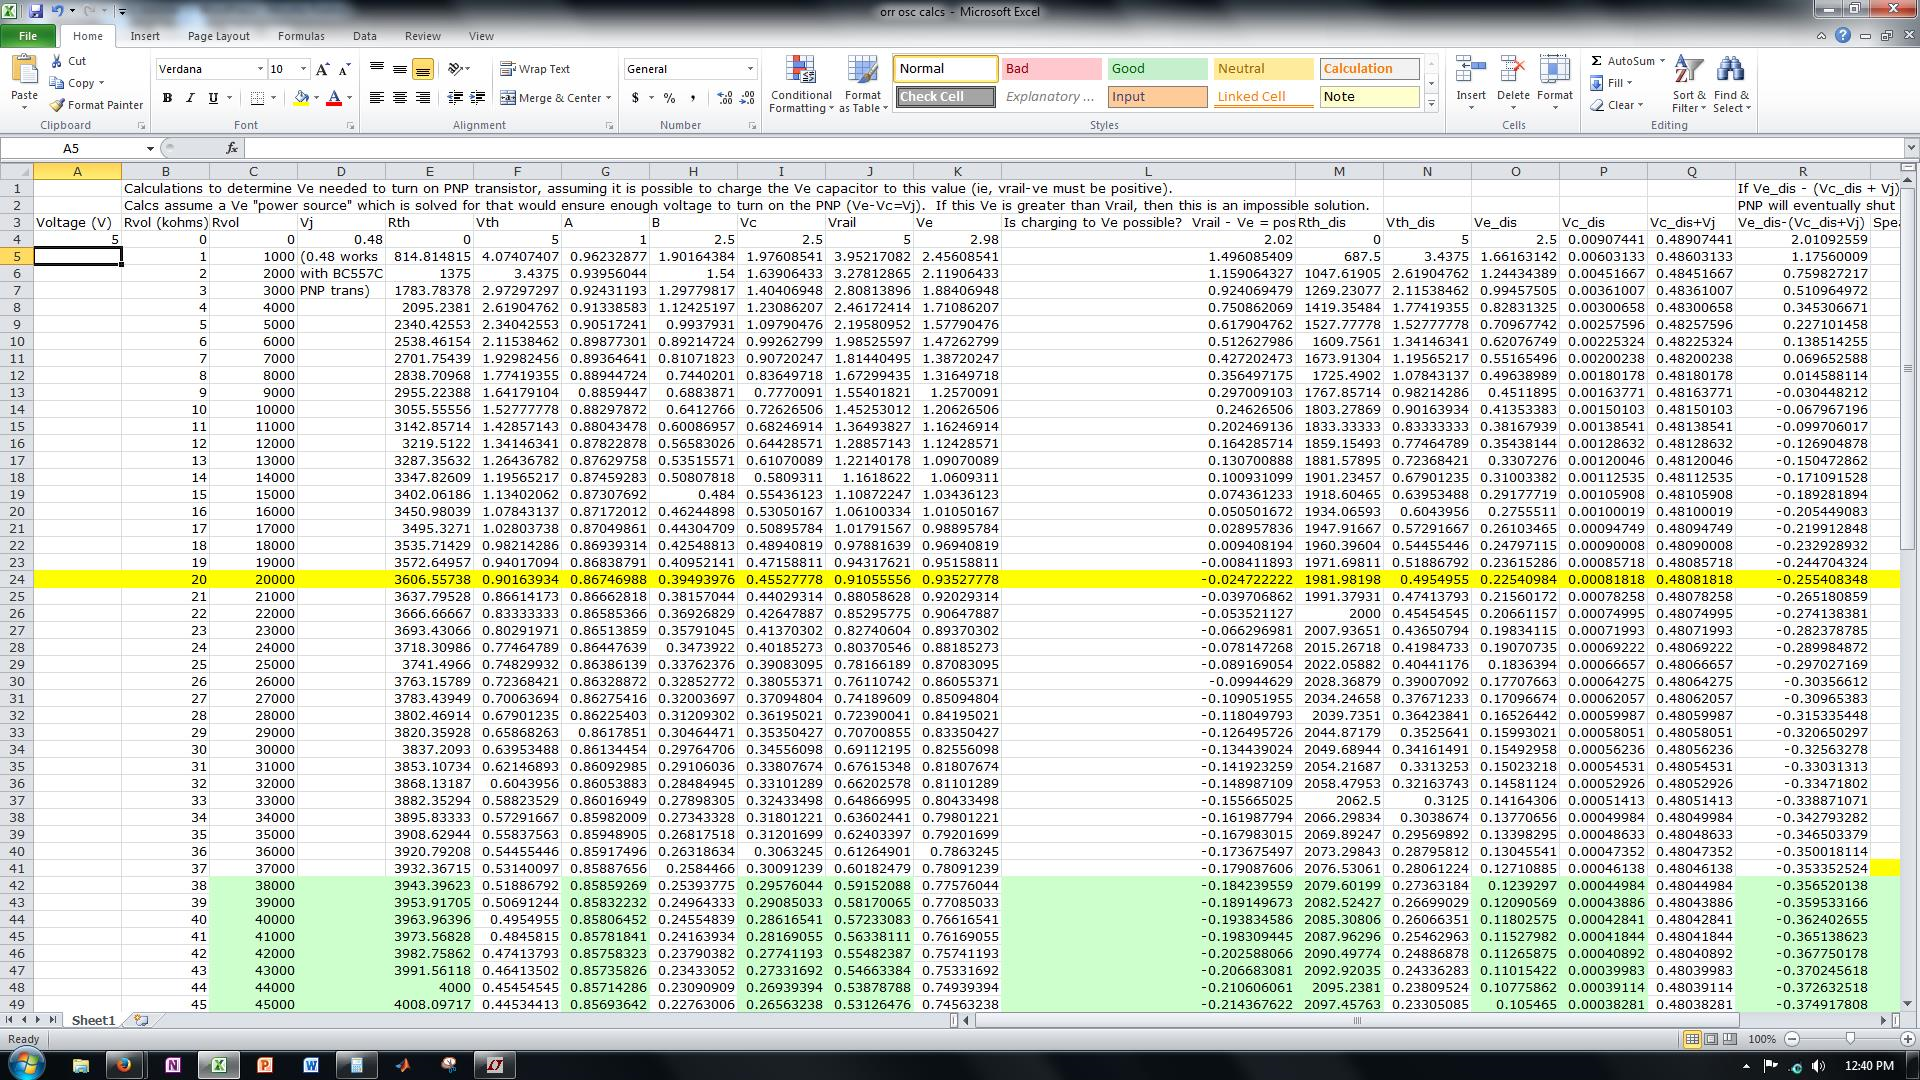 orr osc calcs - Microsoft Excel
File Home Insert Page Layout Formulas Data Review View
Paste Cut Copy Format Painter Clipboard
Verdana 10 B I U Font
Wrap Text Merge & Center Alignment
General $ % , Number
Conditional Formatting Format as Table
Normal Bad Good Neutral Calculation
Check Cell Explanatory ... Input Linked Cell Note
Styles
Insert Delete Format Cells
AutoSum Fill Clear Sort & Filter Find & Select Editing
A5 fx
A B C D E F G H I J K L M N O P Q R
1 Calculations to determine Ve needed to turn on PNP transistor, assuming it is possible to charge the Ve capacitor to this value (ie, vrail-ve must be positive). If Ve_dis - (Vc_dis + Vj)
2 Calcs assume a Ve "power source" which is solved for that would ensure enough voltage to turn on the PNP (Ve-Vc=Vj). If this Ve is greater than Vrail, then this is an impossible solution. PNP will eventually shut
3 Voltage (V) Rvol (kohms) Rvol Vj Rth Vth A B Vc Vrail Ve Is charging to Ve possible? Vrail - Ve = pos Rth_dis Vth_dis Ve_dis Vc_dis Vc_dis+Vj Ve_dis-(Vc_dis+Vj) Spea
4 5 0 0 0.48 0 5 1 2.5 2.5 5 2.98 2.02 0 5 2.5 0.00907441 0.48907441 2.01092559
5 1 1000 (0.48 works 814.814815 4.07407407 0.96232877 1.90164384 1.97608541 3.95217082 2.45608541 1.496085409 687.5 3.4375 1.66163142 0.00603133 0.48603133 1.17560009
6 2 2000 with BC557C 1375 3.4375 0.93956044 1.54 1.63906433 3.27812865 2.11906433 1.159064327 1047.61905 2.61904762 1.24434389 0.00451667 0.48451667 0.759827217
7 3 3000 PNP trans) 1783.78378 2.97297297 0.92431193 1.29779817 1.40406948 2.80813896 1.88406948 0.924069479 1269.23077 2.11538462 0.99457505 0.00361007 0.48361007 0.510964972
8 4 4000 2095.2381 2.61904762 0.91338583 1.12425197 1.23086207 2.46172414 1.71086207 0.750862069 1419.35484 1.77419355 0.82831325 0.00300658 0.48300658 0.345306671
9 5 5000 2340.42553 2.34042553 0.90517241 0.9937931 1.09790476 2.19580952 1.57790476 0.617904762 1527.77778 1.52777778 0.70967742 0.00257596 0.48257596 0.227101458
10 6 6000 2538.46154 2.11538462 0.89877301 0.89214724 0.99262799 1.98525597 1.47262799 0.512627986 1609.7561 1.34146341 0.62076749 0.00225324 0.48225324 0.138514255
11 7 7000 2701.75439 1.92982456 0.89364641 0.81071823 0.90720247 1.81440495 1.38720247 0.427202473 1673.91304 1.19565217 0.55165496 0.00200238 0.48200238 0.069652588
12 8 8000 2838.70968 1.77419355 0.88944724 0.7440201 0.83649718 1.67299435 1.31649718 0.356497175 1725.4902 1.07843137 0.49638989 0.00180178 0.48180178 0.014588114
13 9 9000 2955.22388 1.64179104 0.8859447 0.6883871 0.7770091 1.55401821 1.2570091 0.297009103 1767.85714 0.98214286 0.4511895 0.00163771 0.48163771 -0.030448212
14 10 10000 3055.55556 1.52777778 0.88297872 0.6412766 0.72626506 1.45253012 1.20626506 0.24626506 1803.27869 0.90163934 0.41353383 0.00150103 0.48150103 -0.067967196
15 11 11000 3142.85714 1.42857143 0.88043478 0.60086957 0.68246914 1.36493827 1.16246914 0.202469136 1833.33333 0.83333333 0.38167939 0.00138541 0.48138541 -0.099706017
16 12 12000 3219.5122 1.34146341 0.87822878 0.56583026 0.64428571 1.28857143 1.12428571 0.164285714 1859.15493 0.77464789 0.35438144 0.00128632 0.48128632 -0.126904878
17 13 13000 3287.35632 1.26436782 0.87629758 0.53515571 0.61070089 1.22140178 1.09070089 0.130700888 1881.57895 0.72368421 0.3307276 0.00120046 0.48120046 -0.150472862
18 14 14000 3347.82609 1.19565217 0.87459283 0.50807818 0.5809311 1.1618622 1.0609311 0.100931099 1901.23457 0.67901235 0.31003382 0.00112535 0.48112535 -0.171091528
19 15 15000 3402.06186 1.13402062 0.87307692 0.484 0.55436123 1.10872247 1.03436123 0.074361233 1918.60465 0.63953488 0.29177719 0.00105908 0.48105908 -0.189281894
20 16 16000 3450.98039 1.07843137 0.87172012 0.46244898 0.53050167 1.06100334 1.01050167 0.050501672 1934.06593 0.6043956 0.2755511 0.00100019 0.48100019 -0.205449083
21 17 17000 3495.3271 1.02803738 0.87049861 0.44304709 0.50895784 1.01791567 0.98895784 0.028957836 1947.91667 0.57291667 0.26103465 0.00094749 0.48094749 -0.219912848
22 18 18000 3535.71429 0.98214286 0.86939314 0.42548813 0.48940819 0.97881639 0.96940819 0.009408194 1960.39604 0.54455446 0.24797115 0.00090008 0.48090008 -0.232928932
23 19 19000 3572.64957 0.94017094 0.86838791 0.40952141 0.47158811 0.94317621 0.95158811 -0.008411893 1971.69811 0.51886792 0.23615606 0.00085718 0.48085718 -0.244704324
24 20 20000 3606.55738 0.90163934 0.86746988 0.39493976 0.45527778 0.91055556 0.93527778 -0.024722222 1981.98198 0.4954955 0.22540984 0.00081818 0.48081818 -0.255408348
25 21 21000 3637.79528 0.86614173 0.86662818 0.38157044 0.44029314 0.88058628 0.92029314 -0.039706862 1991.37931 0.47413793 0.21560172 0.00078258 0.48078258 -0.265180859
26 22 22000 3666.66667 0.83333333 0.86585366 0.36926829 0.42647887 0.85295775 0.90647887 -0.053521127 2000 0.45454545 0.20661157 0.00074995 0.48074995 -0.274138381
27 23 23000 3693.43066 0.80291971 0.86513859 0.35791045 0.41370302 0.82740604 0.89370302 -0.066296981 2007.93651 0.43650794 0.19834115 0.00071993 0.48071993 -0.282378785
28 24 24000 3718.30986 0.77464789 0.86447639 0.3473922 0.40185273 0.80370546 0.88185273 -0.078147268 2015.26718 0.41984733 0.19070735 0.00069222 0.48069222 -0.289984872
29 25 25000 3741.4966 0.74829932 0.86386139 0.33762376 0.39083095 0.78166189 0.87083095 -0.089169054 2022.05882 0.40441176 0.1836394 0.00066657 0.48066657 -0.297027169
30 26 26000 3763.15789 0.72368421 0.86328872 0.32852772 0.38055371 0.76110742 0.86055371 -0.09944629 2028.36879 0.39007092 0.17707663 0.00064275 0.48064275 -0.30356612
31 27 27000 3783.43949 0.70063694 0.86275416 0.32003697 0.37094804 0.74189609 0.85094804 -0.109051955 2034.24658 0.37671233 0.17096674 0.00062057 0.48062057 -0.30965383
32 28 28000 3802.46914 0.67901235 0.86225403 0.31209302 0.36195021 0.72390041 0.84195021 -0.118049793 2039.7351 0.36423841 0.16526442 0.00059987 0.48059987 -0.315335448
33 29 29000 3820.35928 0.65868263 0.8617851 0.30464471 0.35350427 0.70700855 0.83350427 -0.126495726 2044.87179 0.3525641 0.15993021 0.00058051 0.48058051 -0.320650297
34 30 30000 3837.2093 0.63953488 0.86134454 0.29764706 0.34556098 0.69112195 0.82556098 -0.134439024 2049.68944 0.34161491 0.15492958 0.00056236 0.48056236 -0.32563278
35 31 31000 3853.10734 0.62146893 0.86092985 0.29106036 0.33807674 0.67615348 0.81807674 -0.141923259 2054.21687 0.3313253 0.15023218 0.00054531 0.48054531 -0.33031313
36 32 32000 3868.13187 0.6043956 0.86053883 0.28484945 0.33101289 0.66202578 0.81101289 -0.148987109 2058.47953 0.32163743 0.14581124 0.00052926 0.48052926 -0.33471802
37 33 33000 3882.35294 0.58823529 0.86016949 0.27898305 0.32433498 0.64866995 0.80433498 -0.155665025 2062.5 0.3125 0.14164306 0.00051413 0.48051413 -0.338871071
38 34 34000 3895.83333 0.57291667 0.85982009 0.27343328 0.31801221 0.63602441 0.79801221 -0.161987794 2066.29834 0.3038674 0.13770656 0.00049984 0.48049984 -0.342793282
39 35 35000 3908.62944 0.55837563 0.85948905 0.26817518 0.31201699 0.62403397 0.79201699 -0.167983015 2069.89247 0.29569892 0.13398295 0.00048633 0.48048633 -0.346503379
40 36 36000 3920.79208 0.54455446 0.85917496 0.26318634 0.3063245 0.61264901 0.7863245 -0.173675497 2073.29843 0.28795812 0.13045541 0.00047352 0.48047352 -0.350018114
41 37 37000 3932.36715 0.53140097 0.85887656 0.2584466 0.30091239 0.60182479 0.78091239 -0.179087606 2076.53061 0.28061224 0.12710885 0.00046138 0.48046138 -0.353352524
42 38 38000 3943.39623 0.51886792 0.85859269 0.25393775 0.29576044 0.59152088 0.77576044 -0.184239559 2079.60199 0.27363184 0.1239297 0.00044984 0.48044984 -0.356520138
43 39 39000 3953.91705 0.50691244 0.85832232 0.24964333 0.29085033 0.58170065 0.77085033 -0.189149673 2082.52427 0.26699029 0.12090569 0.00043886 0.48043886 -0.359533166
44 40 40000 3963.96396 0.4954955 0.85806452 0.24554839 0.28616541 0.57233083 0.76616541 -0.193834586 2085.30806 0.26066351 0.11802575 0.00042841 0.48042841 -0.362402655
45 41 41000 3973.56828 0.4845815 0.85781841 0.24163934 0.28169055 0.56338111 0.76169055 -0.198309445 2087.96296 0.25462963 0.11527982 0.00041844 0.48041844 -0.365138623
46 42 42000 3982.75862 0.47413793 0.85758323 0.23790382 0.27741193 0.55482387 0.75741193 -0.202588066 2090.49774 0.24886878 0.11265875 0.00040892 0.48040892 -0.367750178
47 43 43000 3991.56118 0.46413502 0.85735826 0.23433052 0.27331692 0.54663384 0.75331692 -0.206683081 2092.92035 0.24336283 0.11015422 0.00039983 0.48039983 -0.370245618
48 44 44000 4000 0.45454545 0.85714286 0.23090909 0.26939394 0.53878788 0.74939394 -0.210606061 2095.2381 0.23809524 0.10775862 0.00039114 0.48039114 -0.372632518
49 45 45000 4008.09717 0.44534413 0.85693642 0.22763006 0.26563238 0.53126476 0.74563238 -0.214367622 2097.45763 0.23305085 0.105465 0.00038281 0.48038281 -0.374917808
Sheet1
Ready 100%
12:40 PM